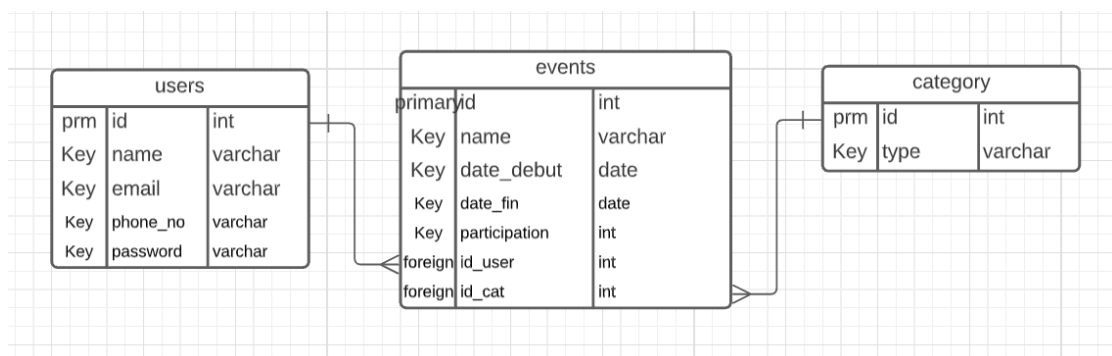 users
prm id int
Key name varchar
Key email varchar
Key phone_no varchar
Key password varchar
events
primary id int
Key name varchar
Key date_debut date
Key date_fin date
Key participation int
foreign id_user int
foreign id_cat int
category
prm id int
Key type varchar